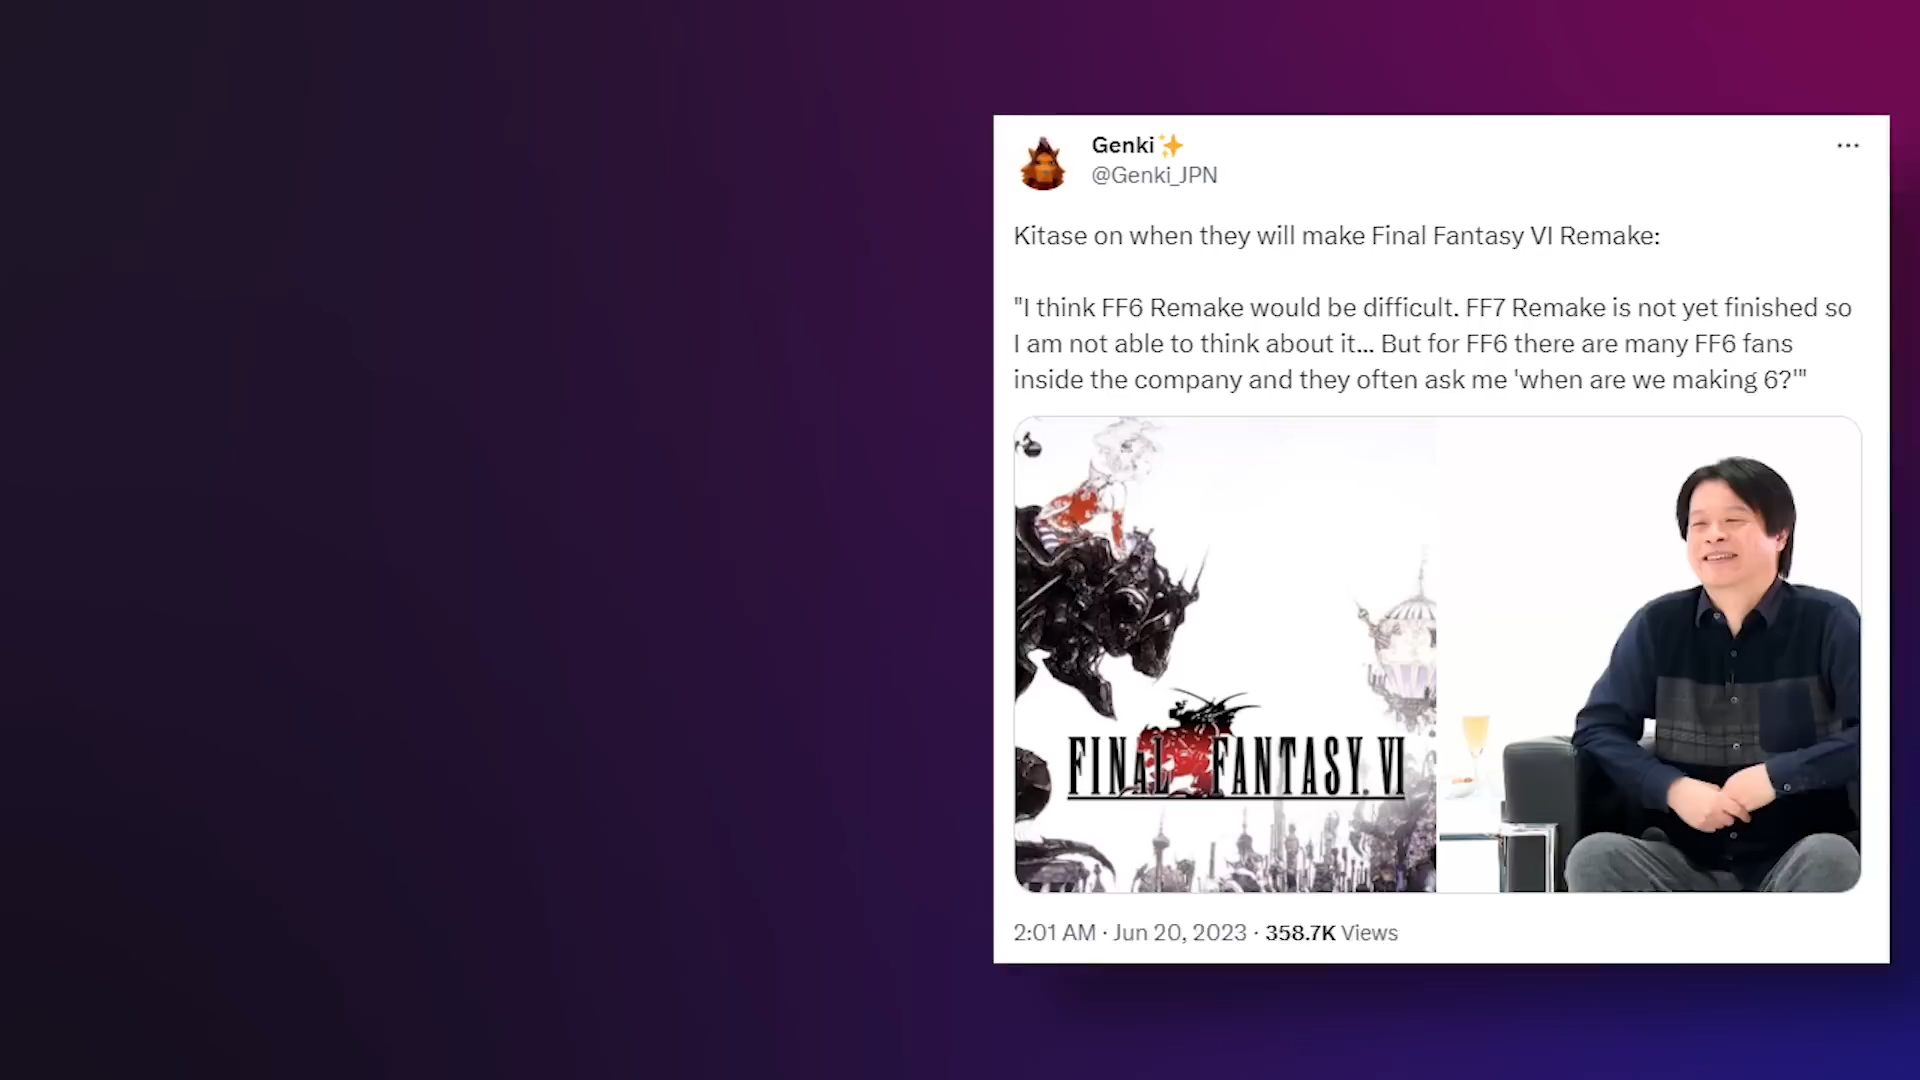 Genki✨
@Genki_JPN
Kitase on when they will make Final Fantasy VI Remake:
"I think FF6 Remake would be difficult. FF7 Remake is not yet finished so
I am not able to think about it... But for FF6 there are many FF6 fans
inside the company and they often ask me 'when are we making 6?'"
FINAL FANTASY. VI
2:01 AM · Jun 20, 2023 · 358.7K Views